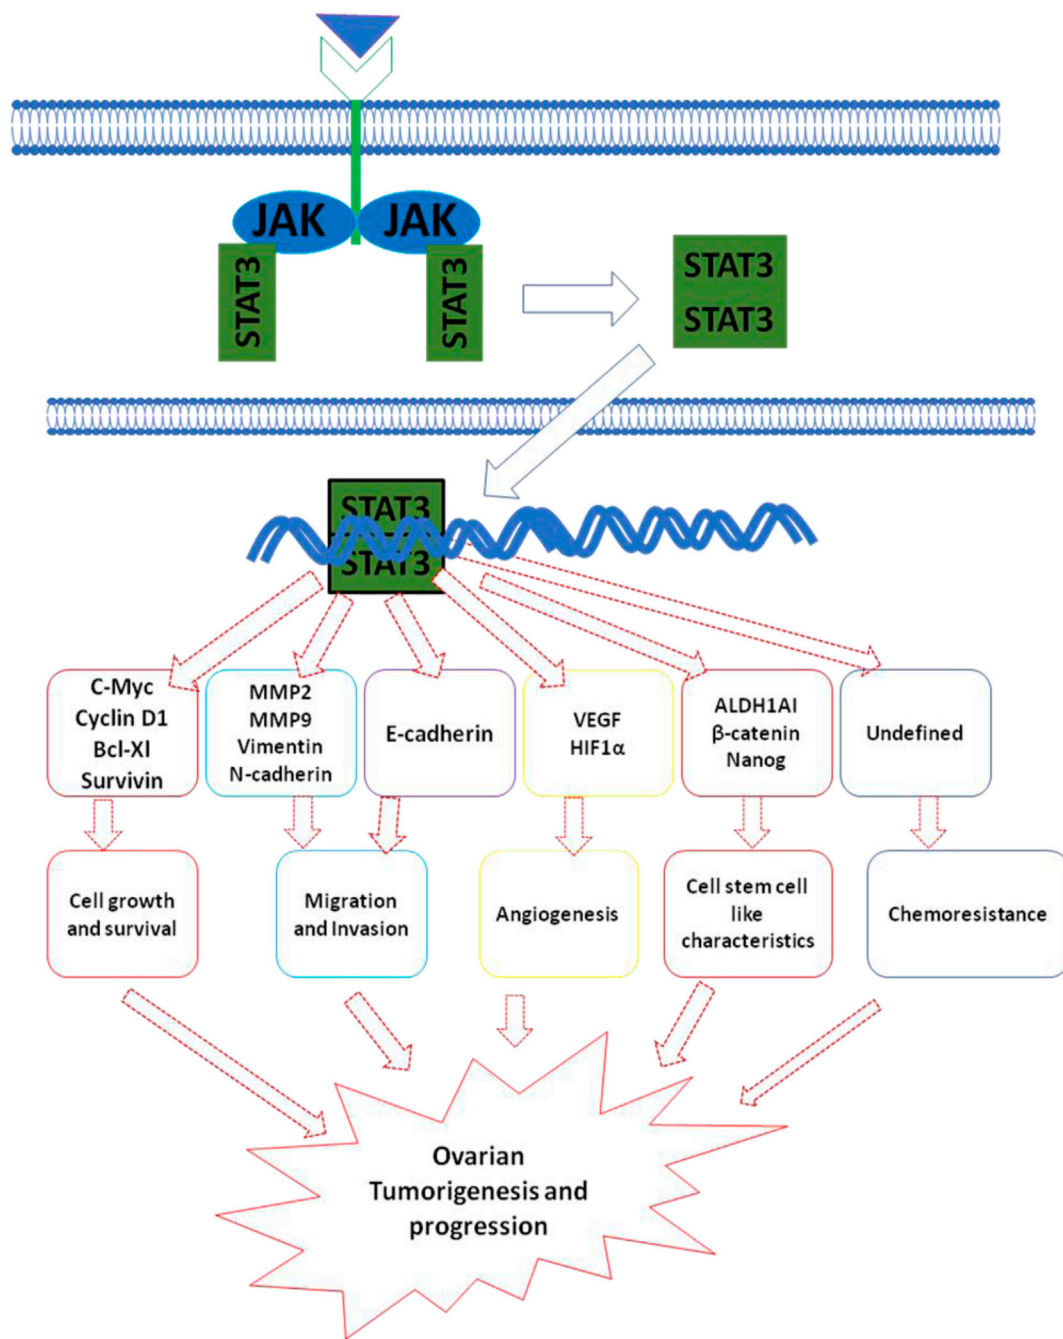 JAK
JAK
STAT3
STAT3
STAT3
STAT3
STAT3
STAT3
C-Myc
Cyclin D1
Bcl-Xl
Survivin
MMP2
MMP9
Vimentin
N-cadherin
E-cadherin
VEGF
HIF1α
ALDH1AI
β-catenin
Nanog
Undefined
Cell growth
and survival
Migration
and Invasion
Angiogenesis
Cell stem cell
like
characteristics
Chemoresistance
Ovarian
Tumorigenesis and
progression